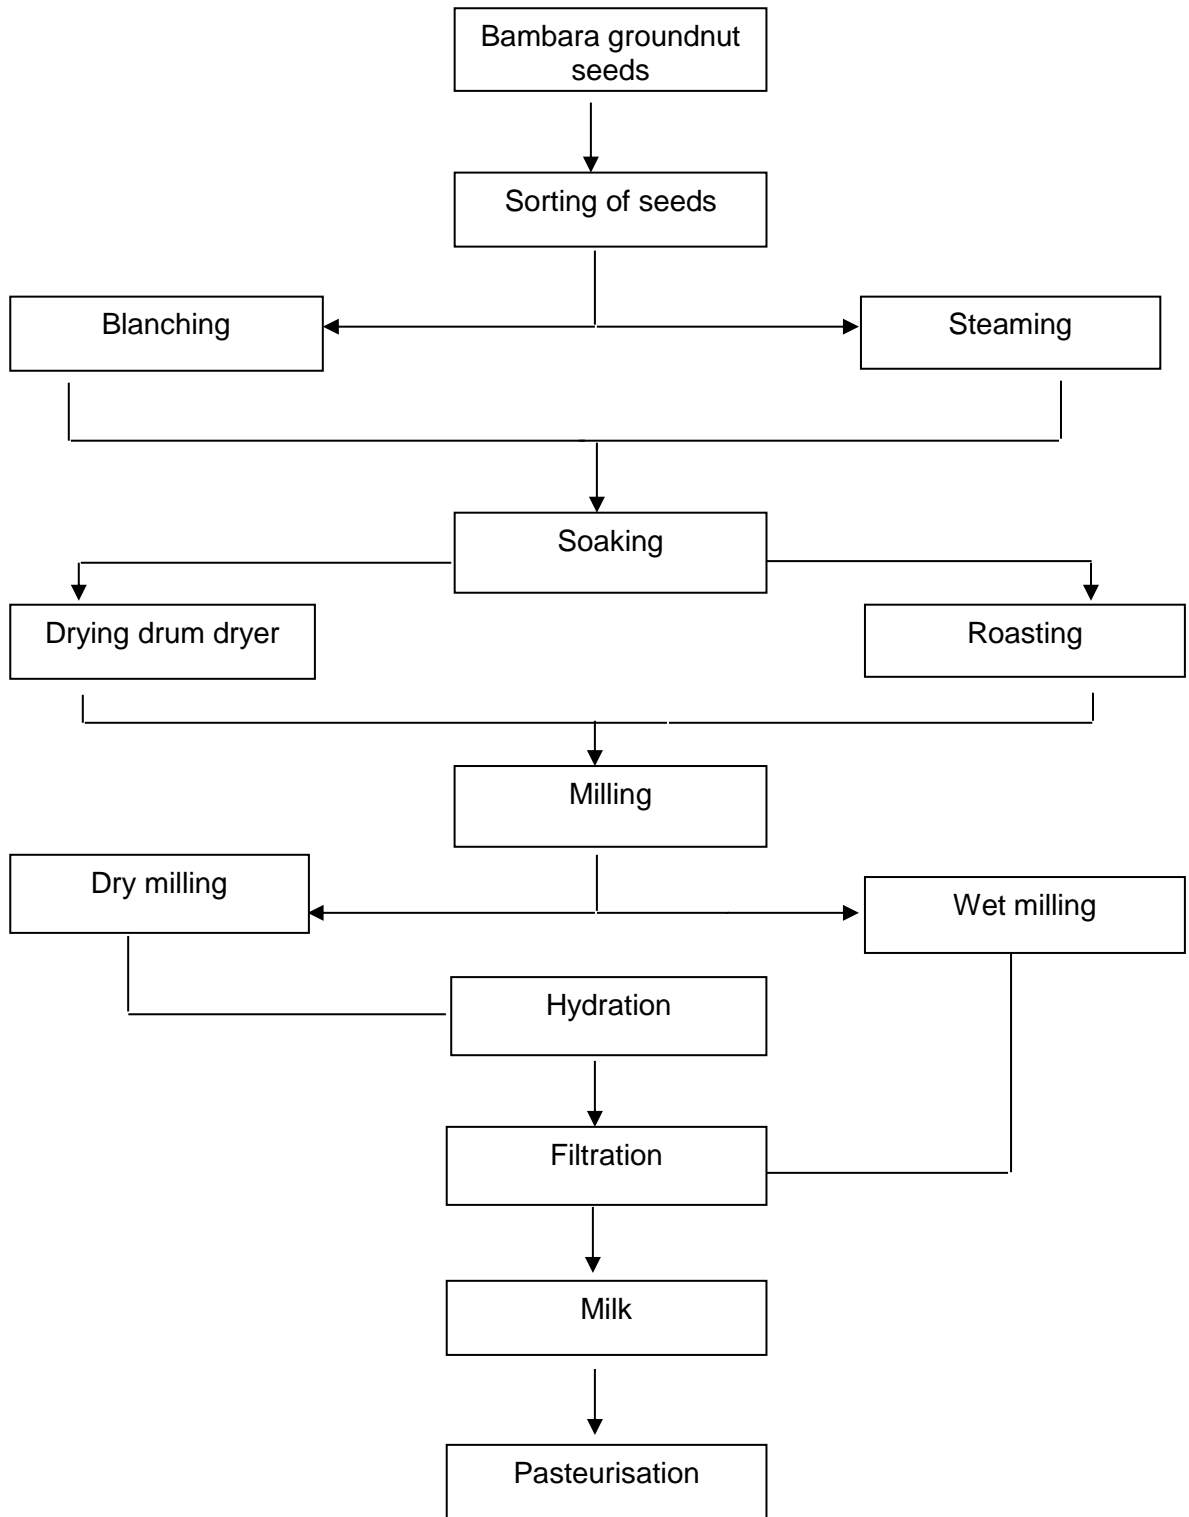 Bambara groundnut
seeds
Sorting of seeds
Blanching
Steaming
Soaking
Drying drum dryer
Roasting
Milling
Dry milling
Wet milling
Hydration
Filtration
Milk
Pasteurisation